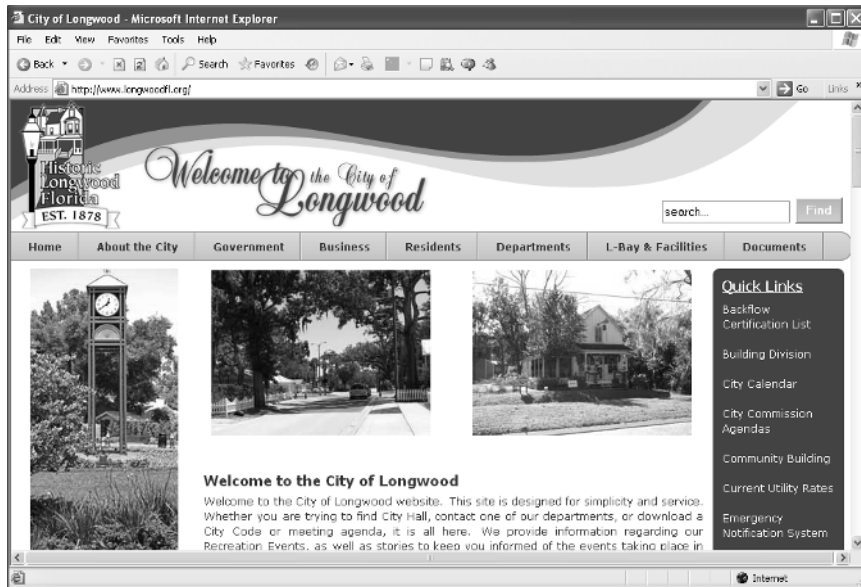 City of Longwood - Microsoft Internet Explorer
File Edit View Favorites Tools Help
Back Search Favorites
Address http://www.longwoodfl.org/ Go Links
Historic
Longwood
Florida
EST. 1878
Welcome to the City of
Longwood
search... Find
Home About the City Government Business Residents Departments L-Bay & Facilities Documents
Quick Links
Backflow
Certification List
Building Division
City Calendar
City Commission
Agendas
Community Building
Current Utility Rates
Emergency
Notification System
Welcome to the City of Longwood
Welcome to the City of Longwood website. This site is designed for simplicity and service.
Whether you are trying to find City Hall, contact one of our departments, or download a
City Code or meeting agenda, it is all here. We provide information regarding our
Recreation Events, as well as stories to keep you informed of the events taking place in
Internet